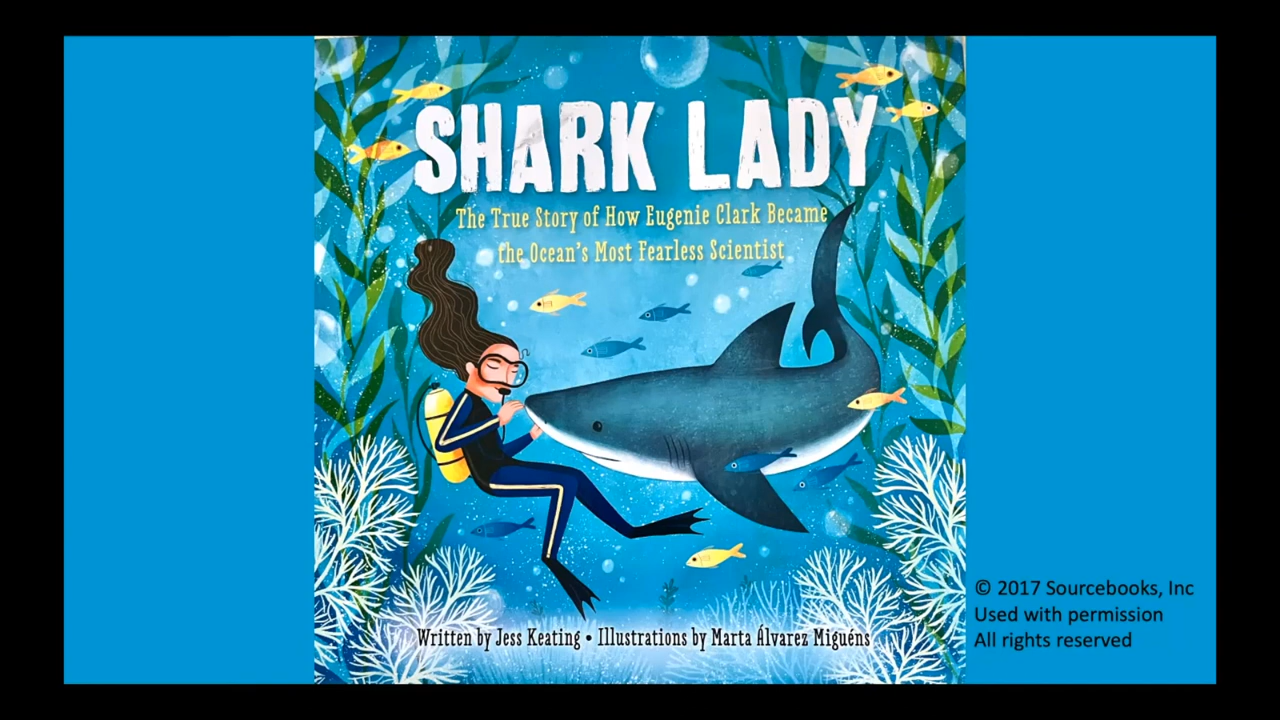 SHARK LADY
The True Story of How Eugenie Clark Became
the Ocean's Most Fearless Scientist
Written by Jess Keating • Illustrations by Marta Álvarez Miguéns
© 2017 Sourcebooks, Inc
Used with permission
All rights reserved